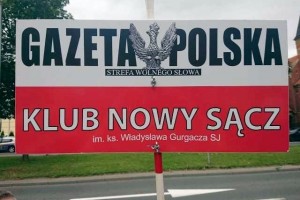 GAZETA POLSKA
STREFA WOLNEGO SŁOWA
KLUB NOWY SĄCZ
im. ks. Władysława Gurgacza SJ